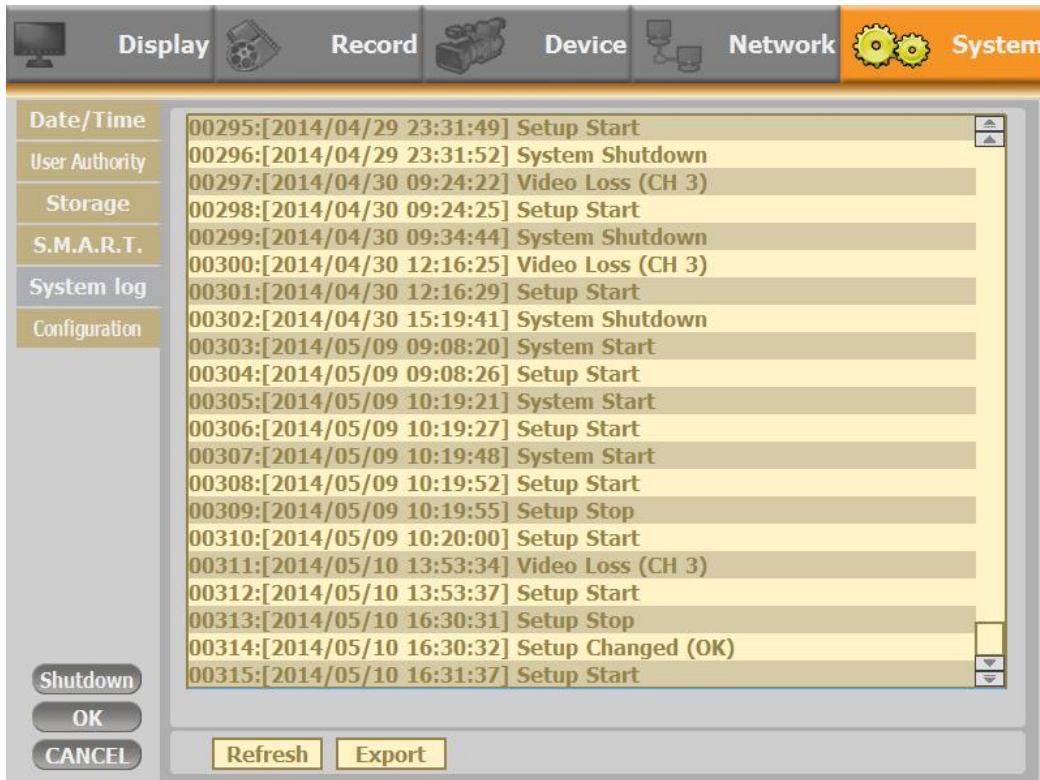 Display Record Device Network System
Date/Time
User Authority
Storage
S.M.A.R.T.
System log
Configuration
00295:[2014/04/29 23:31:49] Setup Start
00296:[2014/04/29 23:31:52] System Shutdown
00297:[2014/04/30 09:24:22] Video Loss (CH 3)
00298:[2014/04/30 09:24:25] Setup Start
00299:[2014/04/30 09:34:44] System Shutdown
00300:[2014/04/30 12:16:25] Video Loss (CH 3)
00301:[2014/04/30 12:16:29] Setup Start
00302:[2014/04/30 15:19:41] System Shutdown
00303:[2014/05/09 09:08:20] System Start
00304:[2014/05/09 09:08:26] Setup Start
00305:[2014/05/09 10:19:21] System Start
00306:[2014/05/09 10:19:27] Setup Start
00307:[2014/05/09 10:19:48] System Start
00308:[2014/05/09 10:19:52] Setup Start
00309:[2014/05/09 10:19:55] Setup Stop
00310:[2014/05/09 10:20:00] Setup Start
00311:[2014/05/10 13:53:34] Video Loss (CH 3)
00312:[2014/05/10 13:53:37] Setup Start
00313:[2014/05/10 16:30:31] Setup Stop
00314:[2014/05/10 16:30:32] Setup Changed (OK)
00315:[2014/05/10 16:31:37] Setup Start
Shutdown
OK
CANCEL
Refresh Export